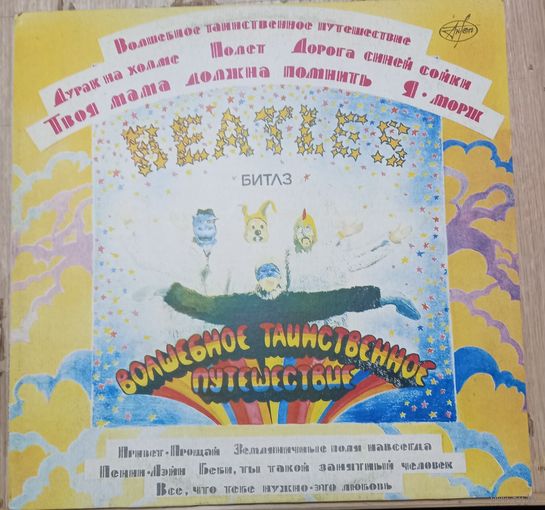 Антроп
Волшебное таинственное путешествие
Дурак на холме Полет Дорога синей сойки
Твоя мама должна помнить Я - морж
BEATLES
БИТЛЗ
ВОЛШЕБНОЕ ТАИНСТВЕННОЕ
ПУТЕШЕСТВИЕ
Привет-Прощай Земляничные поля навсегда
Пенни-Лэйн Беби, ты такой занятный человек
Все, что тебе нужно-это любовь